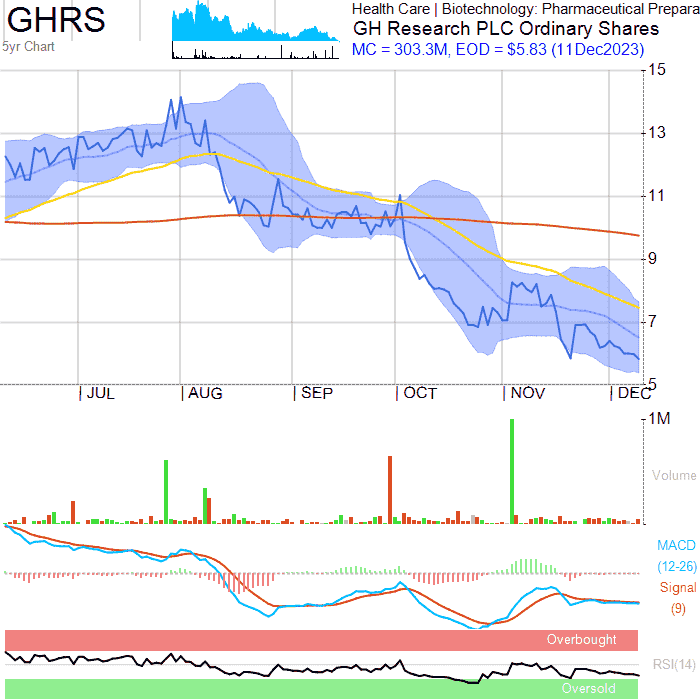 GHRS
5yr Chart
Health Care | Biotechnology: Pharmaceutical Prepara
GH Research PLC Ordinary Shares
MC = 303.3M, EOD = $5.83 (11Dec2023)
15
13
11
9
7
5
JUL AUG SEP OCT NOV DEC
1M
Volume
MACD
(12-26)
Signal
(9)
Overbought
RSI(14)
Oversold